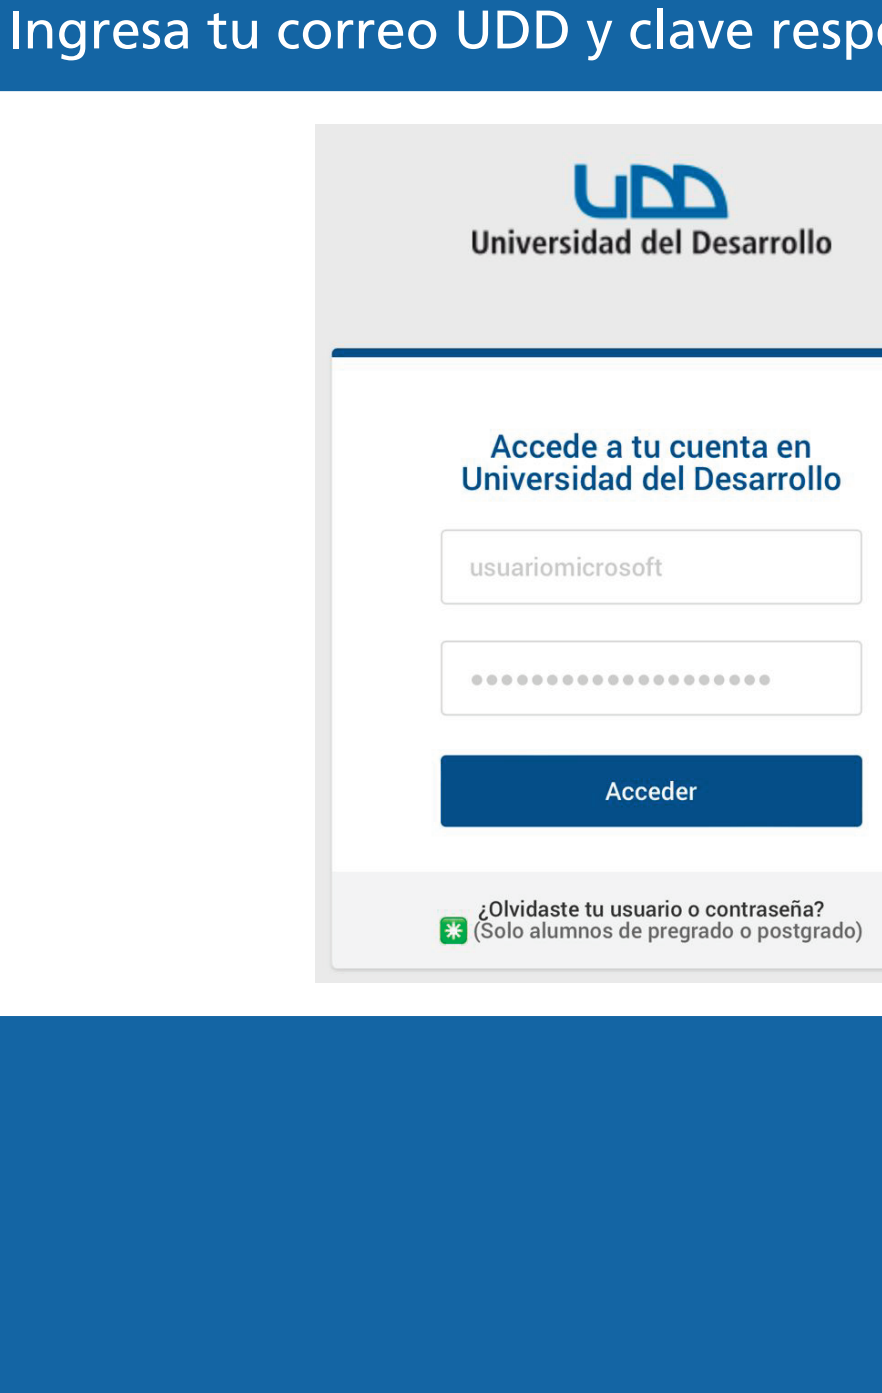 Ingresa tu correo UDD y clave
UDD
Universidad del Desarrollo
Accede a tu cuenta en
Universidad del Desarrollo
usuariomicrosoft
Acceder
¿Olvidaste tu usuario o contraseña?
(Solo alumnos de pregrado o postgrado)